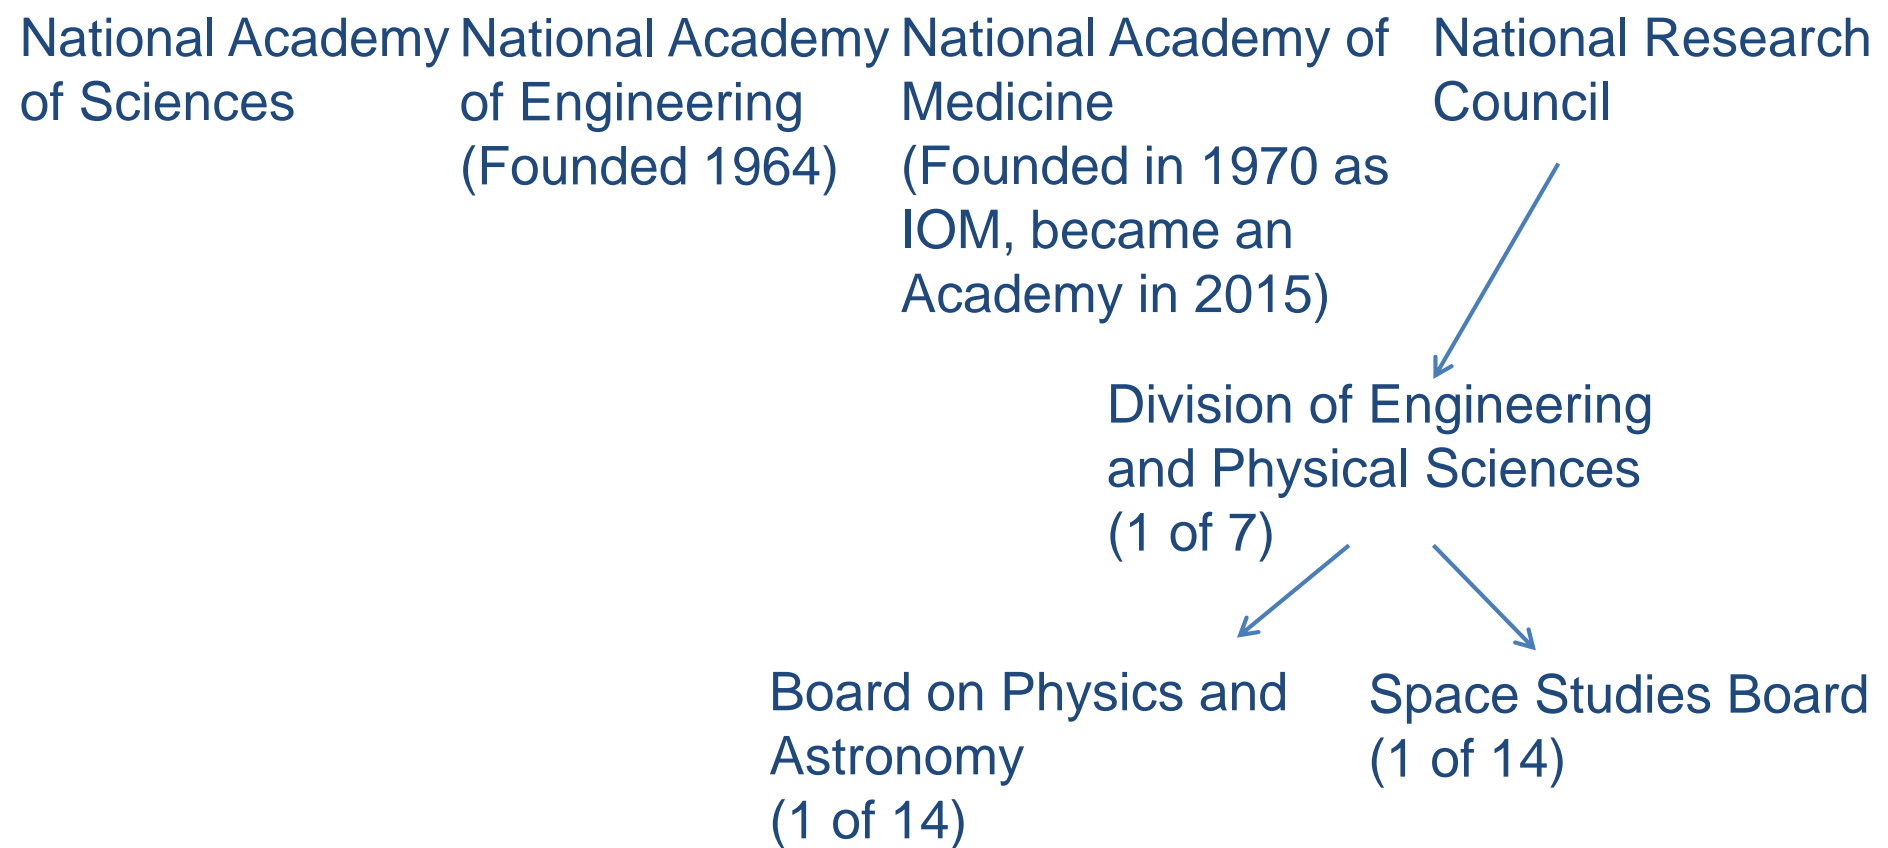 National Academy
of Sciences
National Academy
of Engineering
(Founded 1964)
National Academy of
Medicine
(Founded in 1970 as
IOM, became an
Academy in 2015)
National Research
Council
Division of Engineering
and Physical Sciences
(1 of 7)
Board on Physics and
Astronomy
(1 of 14)
Space Studies Board
(1 of 14)